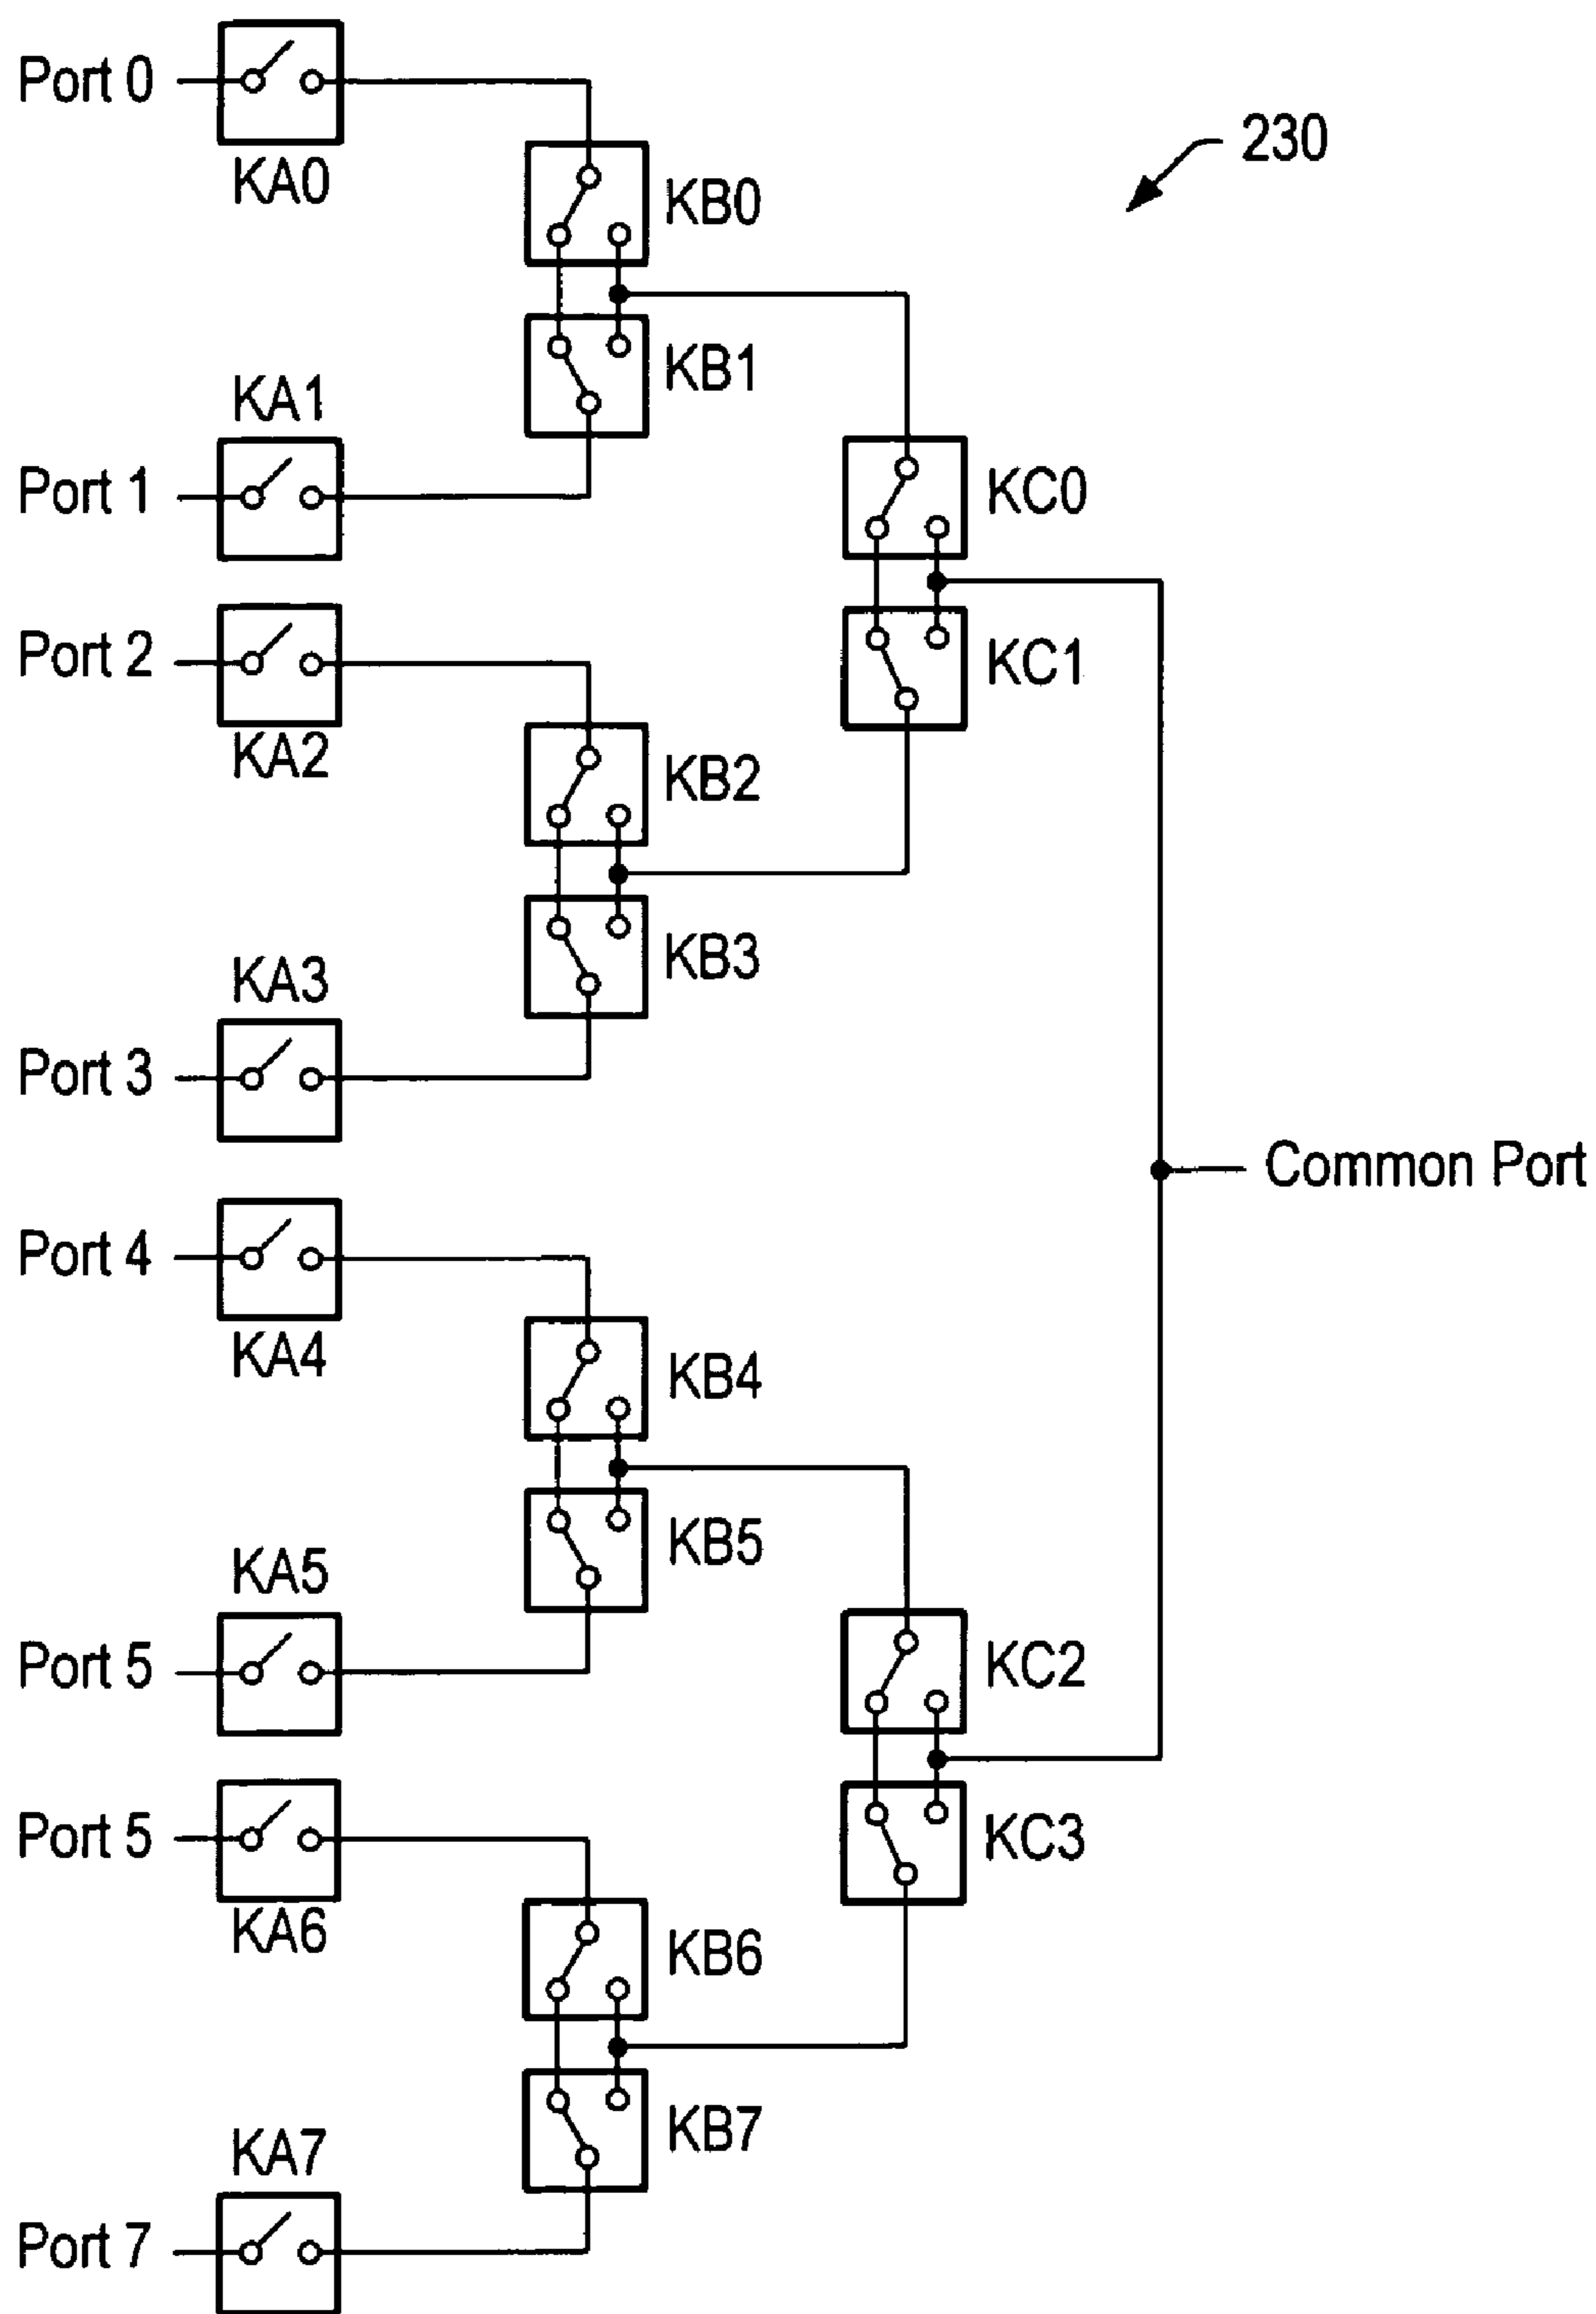 Port 0
KA0
230
KB0
KB1
KA1
Port 1
KC0
Port 2
KC1
KA2
KB2
KB3
KA3
Port 3
Common Port
Port 4
KA4
KB4
KB5
KA5
Port 5
KC2
Port 5
KC3
KA6
KB6
KB7
KA7
Port 7